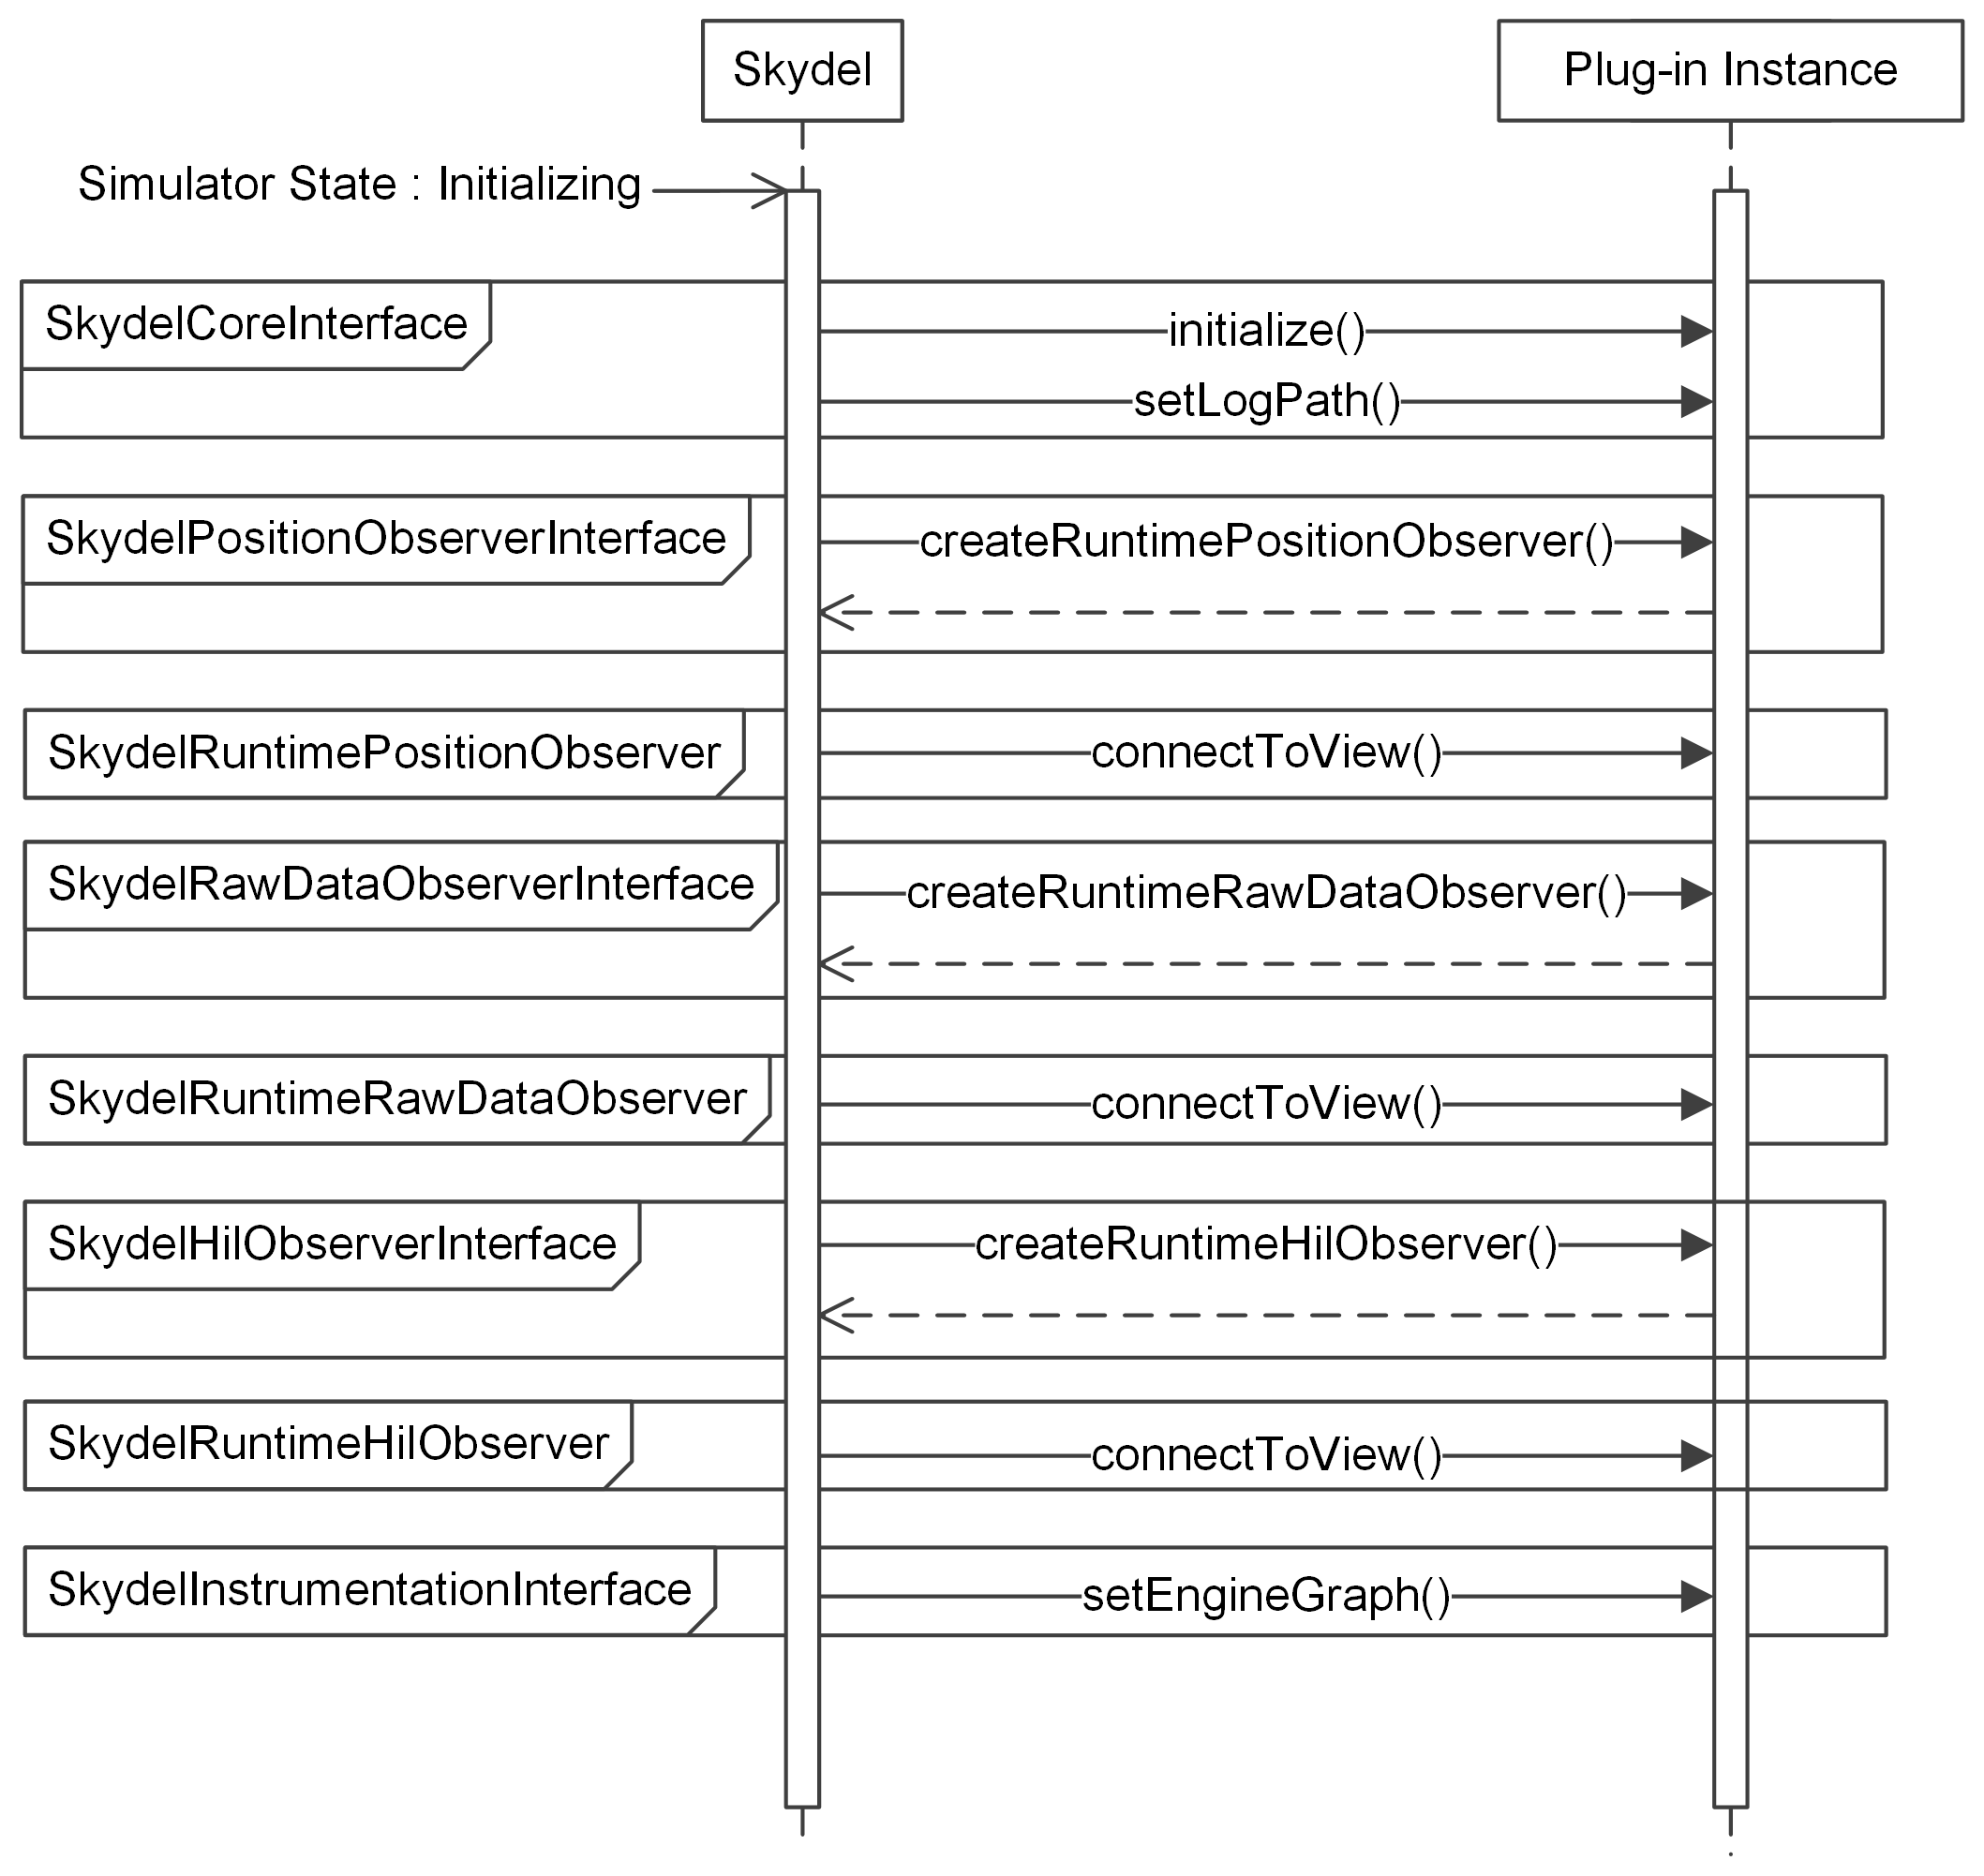 Skydel
Plug-in Instance
Simulator State : Initializing
SkydelCoreInterface
initialize()
setLogPath()
SkydelPositionObserverInterface
createRuntimePositionObserver()
SkydelRuntimePositionObserver
connectToView()
SkydelRawDataObserverInterface
createRuntimeRawDataObserver()
SkydelRuntimeRawDataObserver
connectToView()
SkydelHilObserverInterface
createRuntimeHilObserver()
SkydelRuntimeHilObserver
connectToView()
SkydelInstrumentationInterface
setEngineGraph()